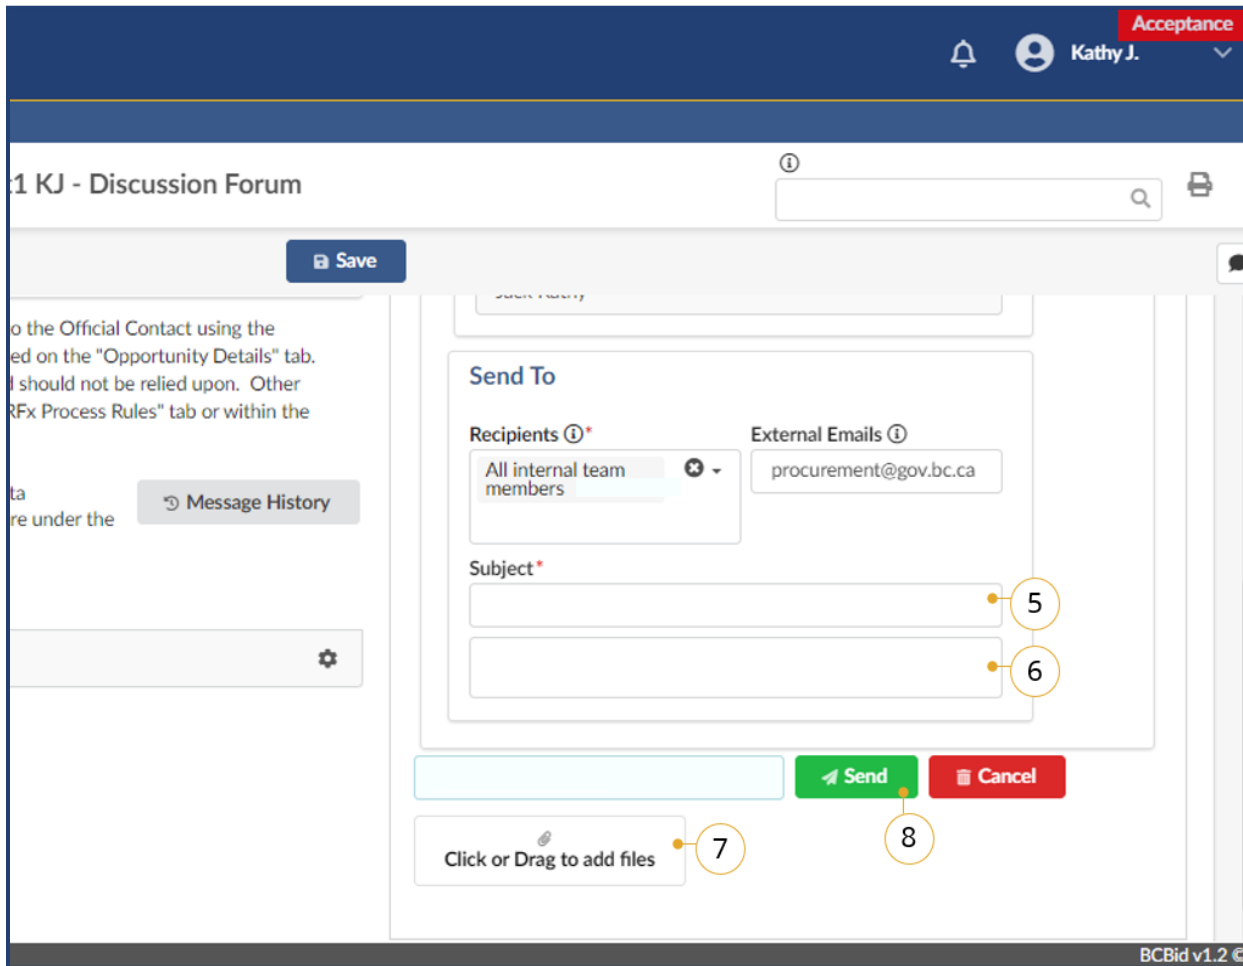 Acceptance
Kathy J.
:1 KJ - Discussion Forum
Save
o the Official Contact using the
ed on the "Opportunity Details" tab.
d should not be relied upon. Other
RFx Process Rules" tab or within the
ta
re under the
Message History
Send To
Recipients *
External Emails
All internal team
members
procurement@gov.bc.ca
Subject *
5
6
Send
Cancel
8
Click or Drag to add files
7
BCBid v1.2 ©